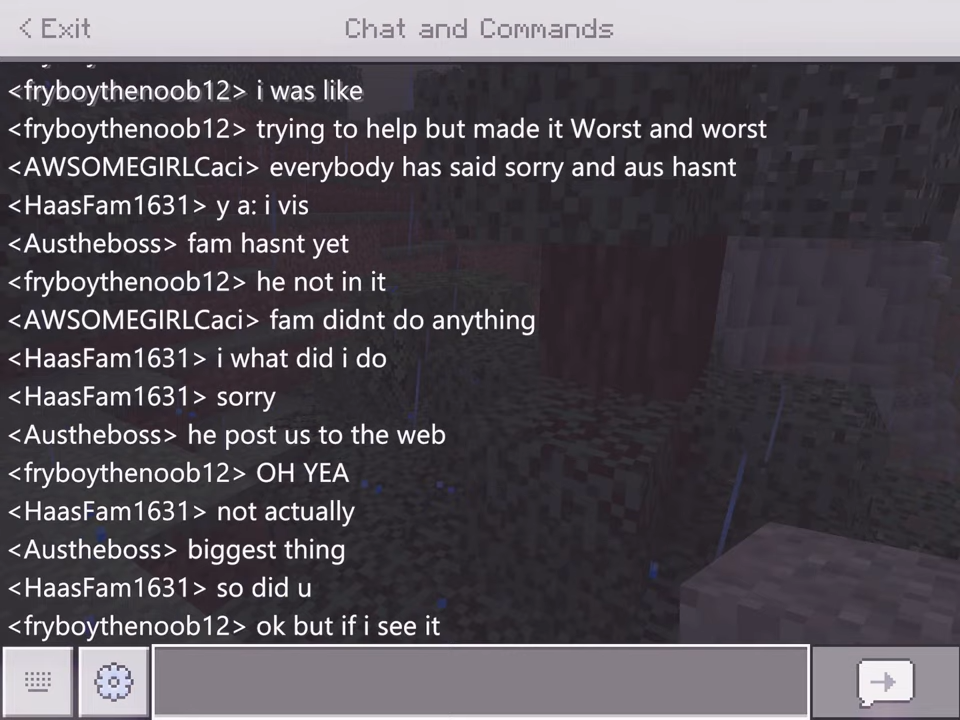 < Exit
Chat and Commands
<fryboythenoob12> i was like
<fryboythenoob12> trying to help but made it Worst and worst
<AWSOMEGIRLCaci> everybody has said sorry and aus hasnt
<HaasFam1631> y a: i vis
<Austheboss> fam hasnt yet
<fryboythenoob12> he not in it
<AWSOMEGIRLCaci> fam didnt do anything
<HaasFam1631> i what did i do
<HaasFam1631> sorry
<Austheboss> he post us to the web
<fryboythenoob12> OH YEA
<HaasFam1631> not actually
<Austheboss> biggest thing
<HaasFam1631> so did u
<fryboythenoob12> ok but if i see it